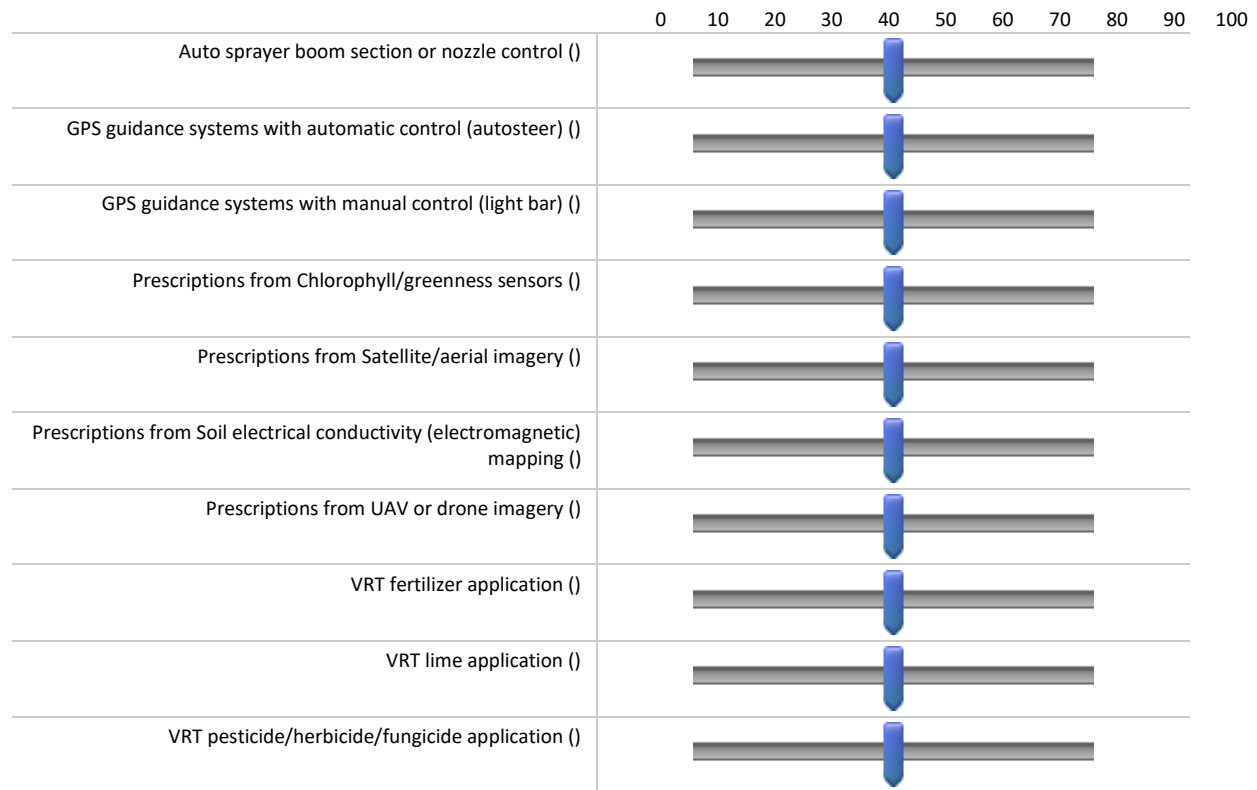 0 10 20 30 40 50 60 70 80 90 100
Auto sprayer boom section or nozzle control ()
GPS guidance systems with automatic control (autosteer) ()
GPS guidance systems with manual control (light bar) ()
Prescriptions from Chlorophyll/greenness sensors ()
Prescriptions from Satellite/aerial imagery ()
Prescriptions from Soil electrical conductivity (electromagnetic)
mapping ()
Prescriptions from UAV or drone imagery ()
VRT fertilizer application ()
VRT lime application ()
VRT pesticide/herbicide/fungicide application ()